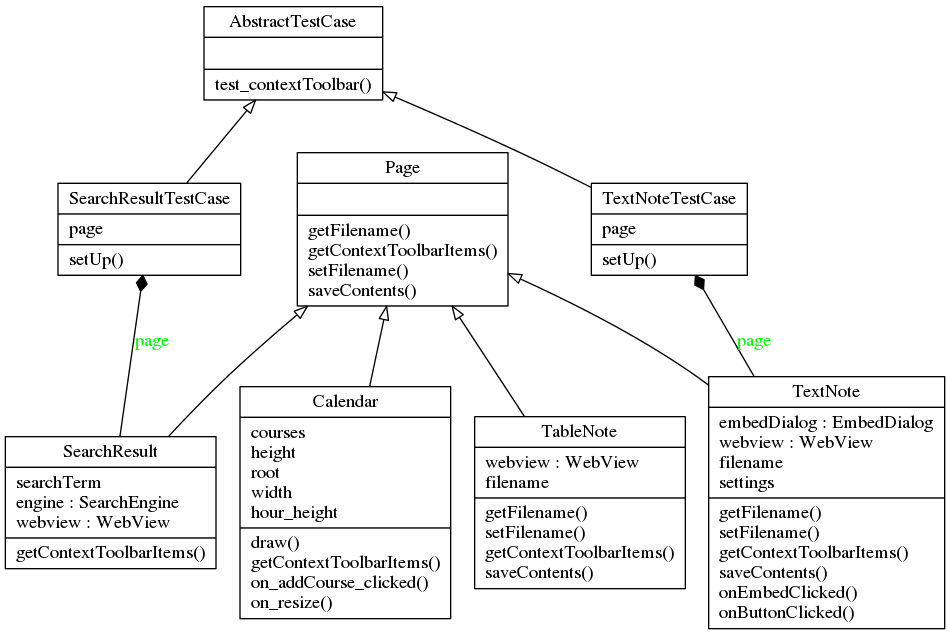 AbstractTestCase
test_contextToolbar()
SearchResultTestCase
page
setUp()
Page
getFilename()
getContextToolbarItems()
setFilename()
saveContents()
TextNoteTestCase
page
setUp()
page
page
SearchResult
searchTerm
engine : SearchEngine
webview : WebView
getContextToolbarItems()
Calendar
courses
height
root
width
hour_height
draw()
getContextToolbarItems()
on_addCourse_clicked()
on_resize()
TableNote
webview : WebView
filename
getFilename()
setFilename()
getContextToolbarItems()
saveContents()
TextNote
embedDialog : EmbedDialog
webview : WebView
filename
settings
getFilename()
setFilename()
getContextToolbarItems()
saveContents()
onEmbedClicked()
onButtonClicked()